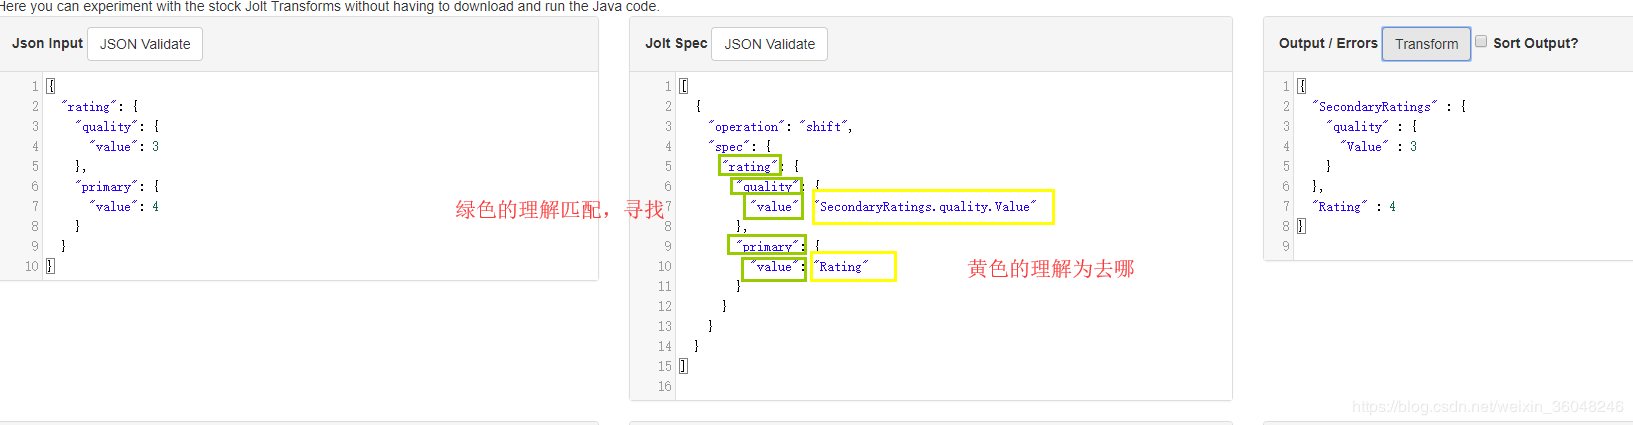 Here you can experiment with the stock Jolt Transforms without having to download and run the Java code.
Json Input JSON Validate
1 {
2 "rating": {
3 "quality": {
4 "value": 3
5 },
6 "primary": {
7 "value": 4
8 }
9 }
10 }
绿色的理解匹配，寻找
Jolt Spec JSON Validate
1 [
2 {
3 "operation": "shift",
4 "spec": {
5 "rating": {
6 "quality": {
7 "value": "SecondaryRatings.quality.Value"
8 },
9 "primary": {
10 "value": "Rating"
11 }
12 }
13 }
14 }
15 ]
16
黄色的理解为去哪
Output / Errors Transform Sort Output?
1 {
2 "SecondaryRatings" : {
3 "quality" : {
4 "Value" : 3
5 }
6 },
7 "Rating" : 4
8 }
9
https://blog.csdn.net/weixin_36048246